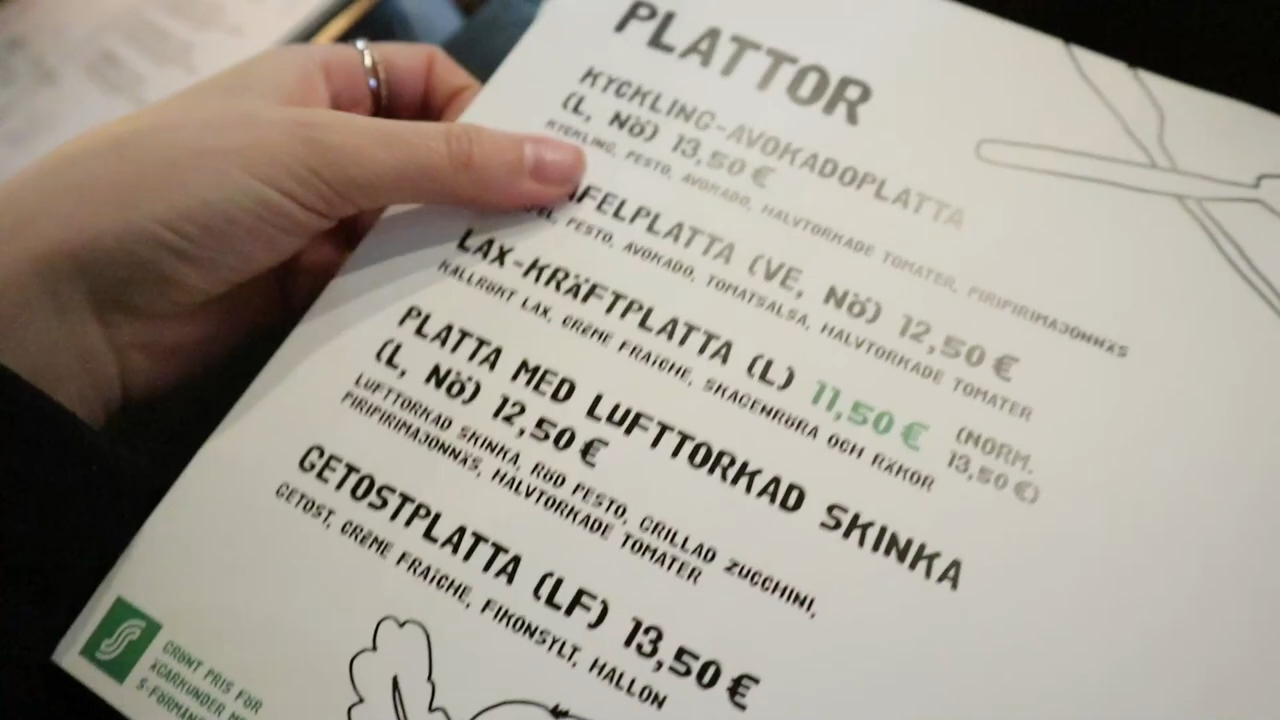 PLATTOR
KYCKLING-AVOKADOPLATTA
(L, NÖ) 13,50 €
KYCKLING, PESTO, AVOKADO, HALVTORKADE TOMATER, PIRIPIRIMAJONNÄS
AFELPLATTA (VE, NÖ) 12,50 €
PESTO, AVOKADO, TOMATSALSA, HALVTORKADE TOMATER
LAX-KRÄFTPLATTA (L) 11,50 € (NORM. 13,50 €)
KALLRÖKT LAX, CRÈME FRAICHE, SKAGENRÖRA OCH RÄKOR
PLATTA MED LUFTTORKAD SKINKA
(L, NÖ) 12,50 €
LUFTTORKAD SKINKA, RÖD PESTO, GRILLAD ZUCCHINI,
PIRIPIRIMAJONNÄS, HALVTORKADE TOMATER
GETOSTPLATTA (LF) 13,50 €
GETOST, CRÈME FRAICHE, FIKONSYLT, HALLON
GRÖNT PRIS FÖR
ÄGARKUNDER
S-FÖRMÅN